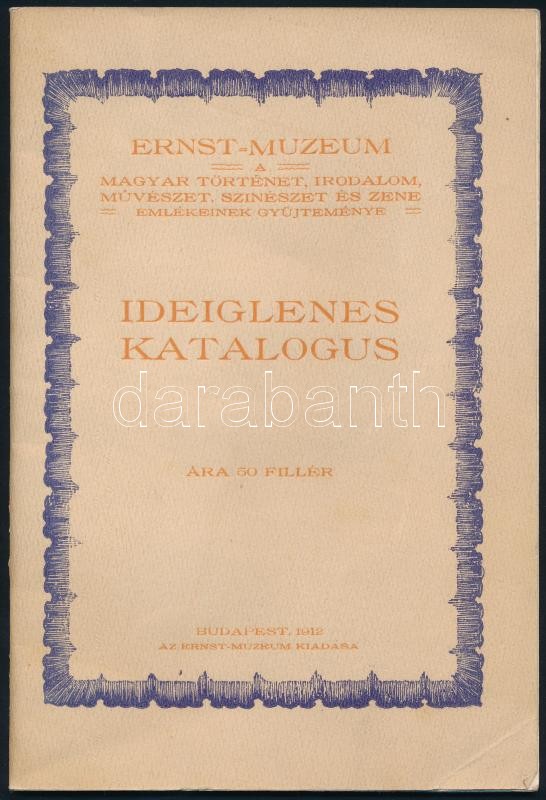 ERNST-MUZEUM
A
MAGYAR TÖRTÉNET, IRODALOM,
MŰVÉSZET, SZINÉSZET ÉS ZENE
EMLÉKEINEK GYŰJTEMÉNYE
IDEIGLENES
KATALOGUS
darabanth
ÁRA 50 FILLÉR
BUDAPEST, 1912
AZ ERNST-MUZEUM KIADÁSA